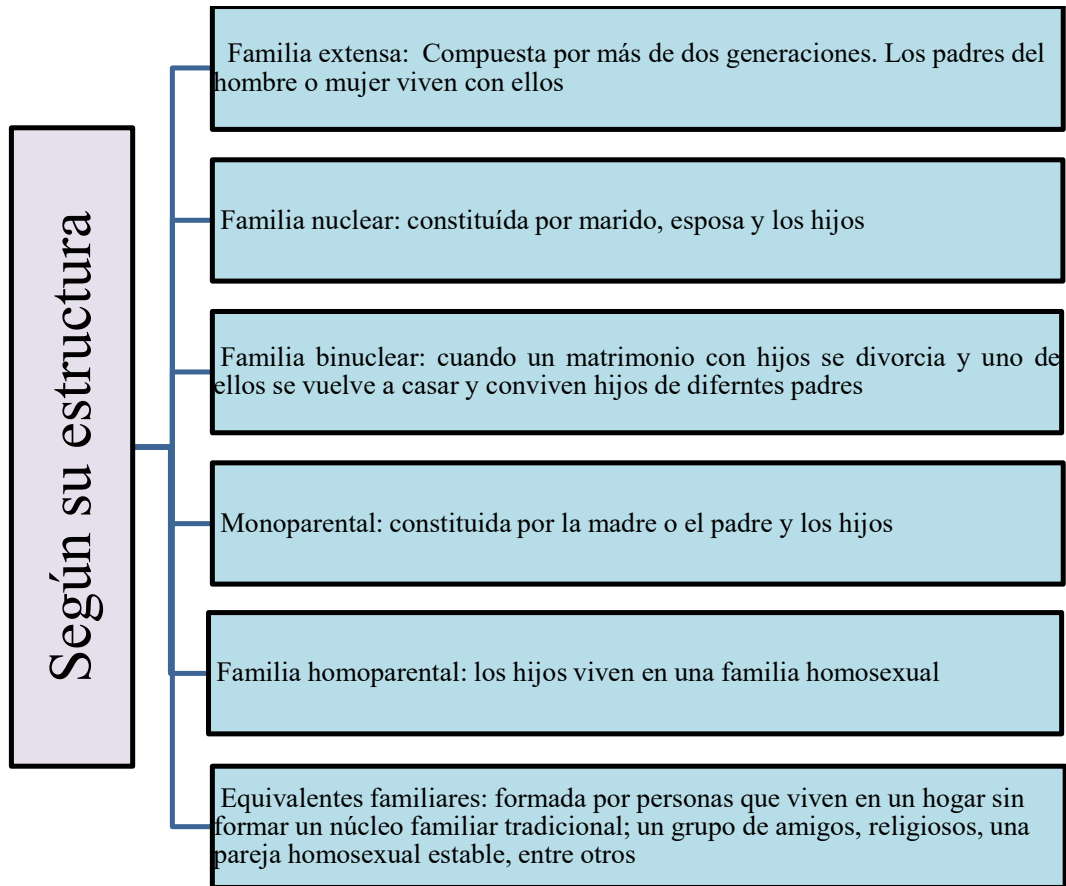 Según su estructura
Familia extensa:  Compuesta por más de dos generaciones. Los padres del
hombre o mujer viven con ellos
Familia nuclear: constituída por marido, esposa y los hijos
Familia binuclear: cuando un matrimonio con hijos se divorcia y uno de
ellos se vuelve a casar y conviven hijos de diferntes padres
Monoparental: constituida por la madre o el padre y los hijos
Familia homoparental: los hijos viven en una familia homosexual
Equivalentes familiares: formada por personas que viven en un hogar sin
formar un núcleo familiar tradicional; un grupo de amigos, religiosos, una
pareja homosexual estable, entre otros